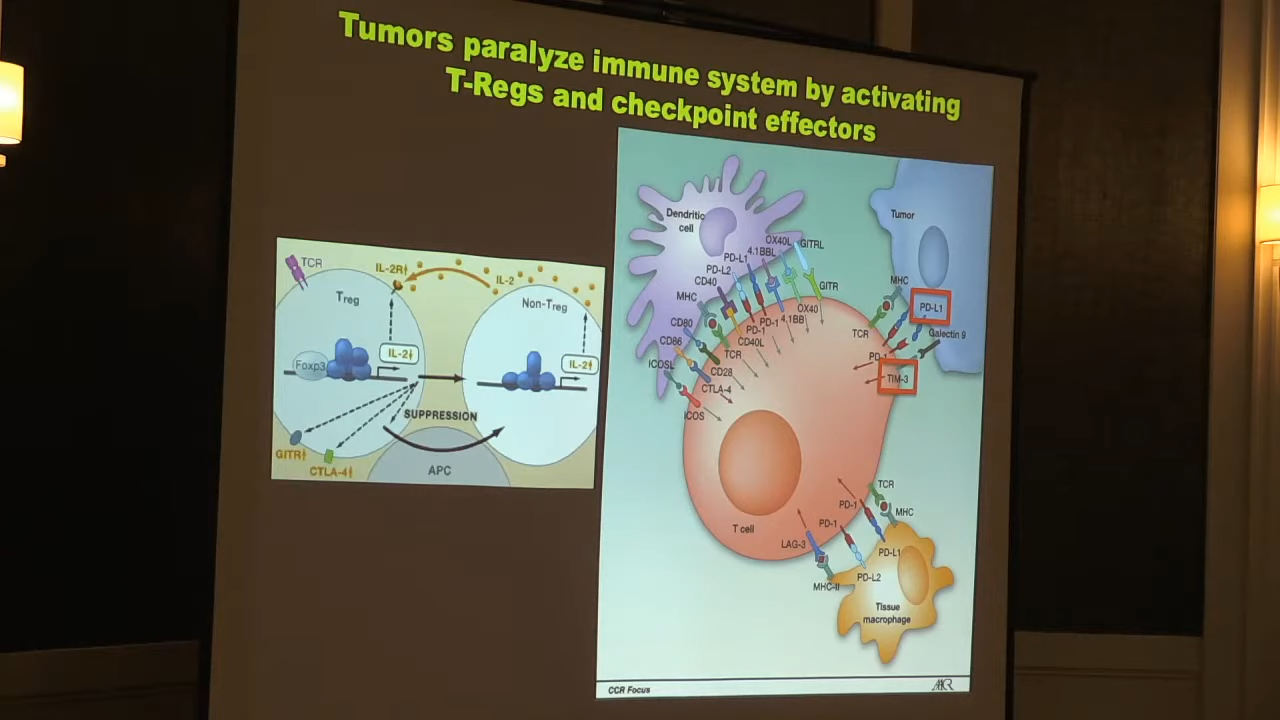 Tumors paralyze immune system by activating
T-Regs and checkpoint effectors
TCR
IL-2R↑
IL-2
Treg
Non-Treg
Foxp3
IL-2↓
IL-2↑
SUPPRESSION
GITR↑
CTLA-4↑
APC
Dendritic
cell
Tumor
OX40L
GITRL
4.1BBL
PD-L1
PD-L2
CD40
MHC
CD80
CD86
ICOSL
GITR
OX40
4.1BB
PD-1
PD-1
CD40L
TCR
CD28
CTLA-4
ICOS
MHC
PD-L1
TCR
Galectin 9
PD-1
TIM-3
T cell
TCR
PD-1
MHC
PD-1
LAG-3
PD-L1
MHC-II
PD-L2
Tissue
macrophage
CCR Focus
AACR